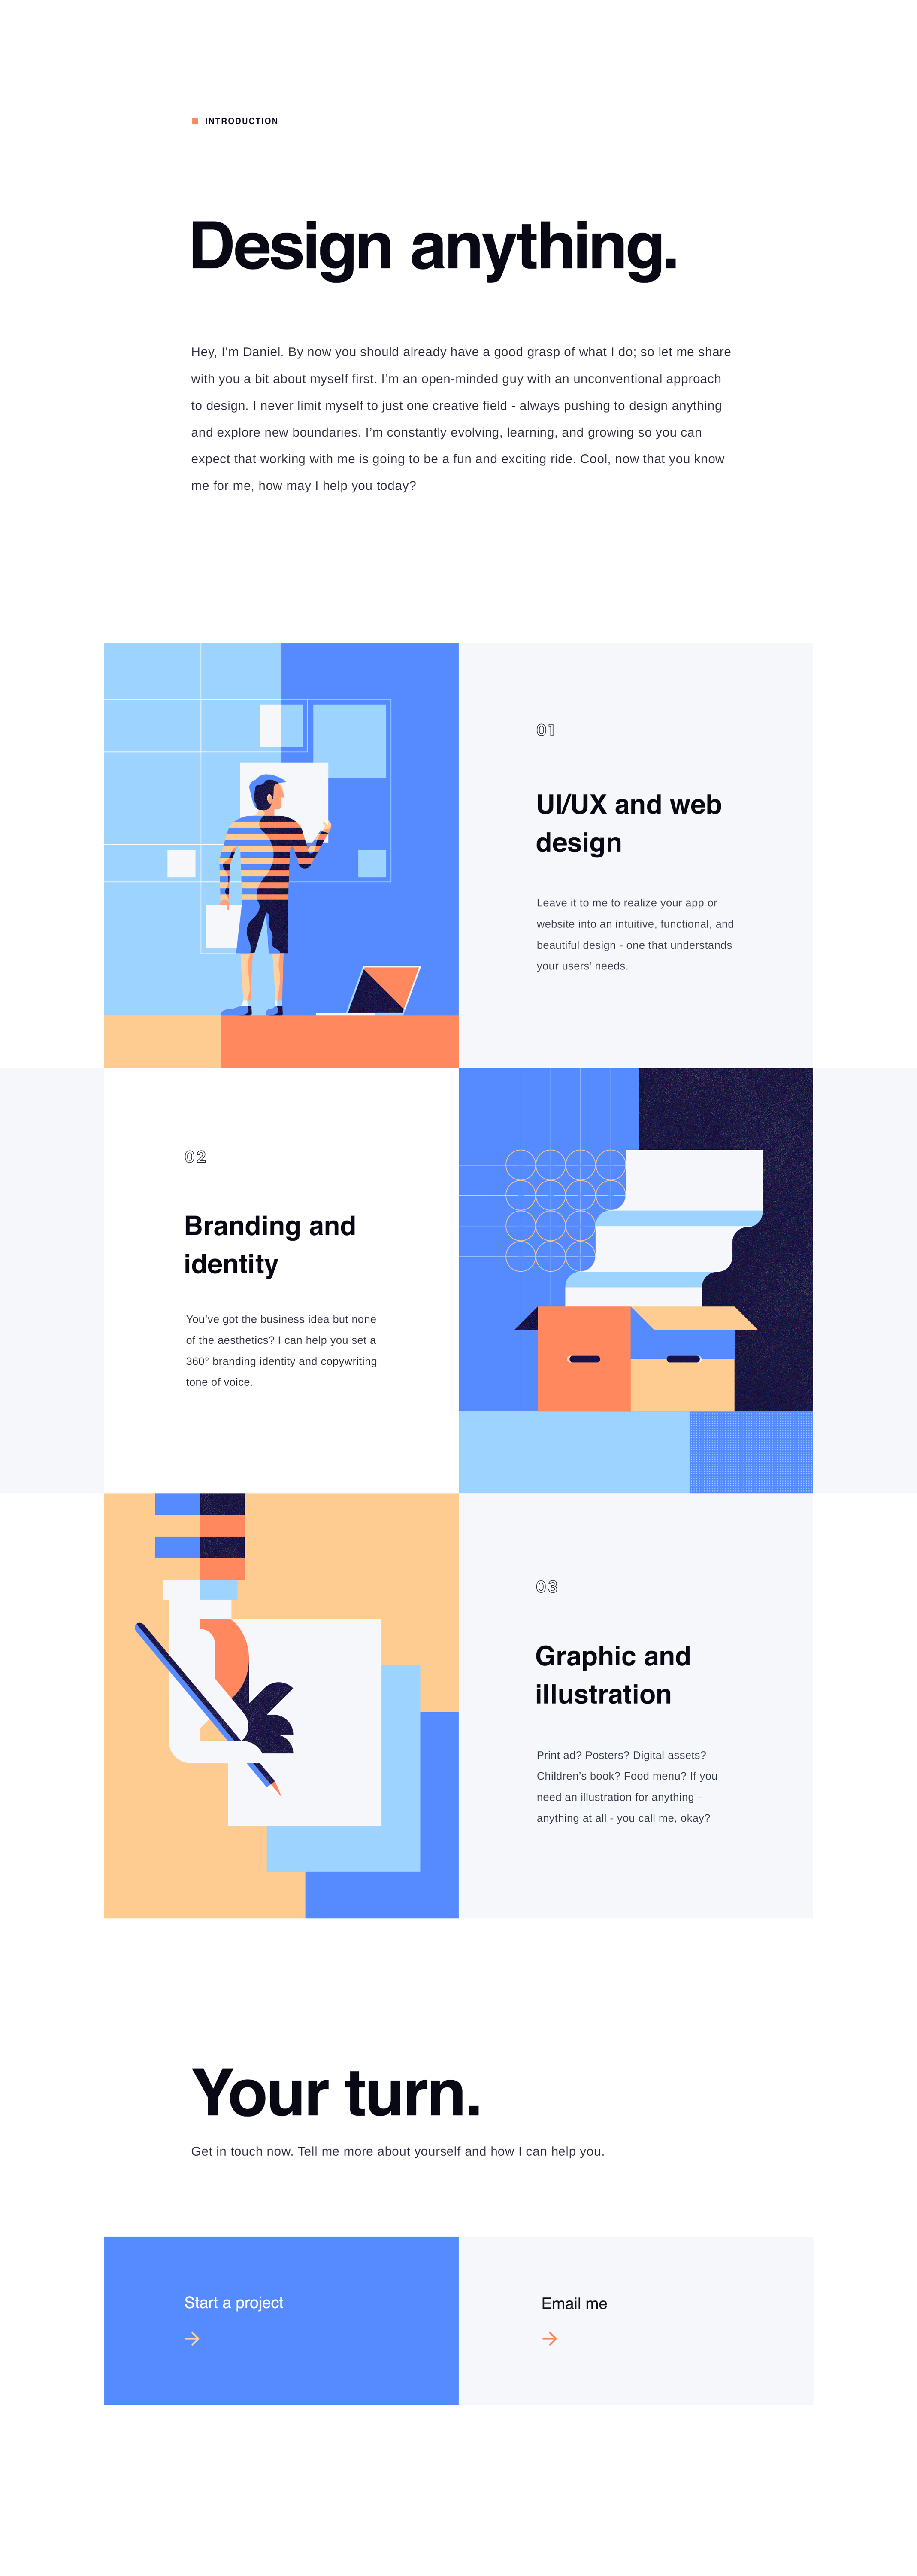 INTRODUCTION
Design anything.
Hey, I’m Daniel. By now you should already have a good grasp of what I do; so let me share
with you a bit about myself first. I’m an open-minded guy with an unconventional approach
to design. I never limit myself to just one creative field - always pushing to design anything
and explore new boundaries. I’m constantly evolving, learning, and growing so you can
expect that working with me is going to be a fun and exciting ride. Cool, now that you know
me for me, how may I help you today?
01
UI/UX and web
design
Leave it to me to realize your app or
website into an intuitive, functional, and
beautiful design - one that understands
your users’ needs.
02
Branding and
identity
You’ve got the business idea but none
of the aesthetics? I can help you set a
360° branding identity and copywriting
tone of voice.
03
Graphic and
illustration
Print ad? Posters? Digital assets?
Children’s book? Food menu? If you
need an illustration for anything -
anything at all - you call me, okay?
Your turn.
Get in touch now. Tell me more about yourself and how I can help you.
Start a project
Email me